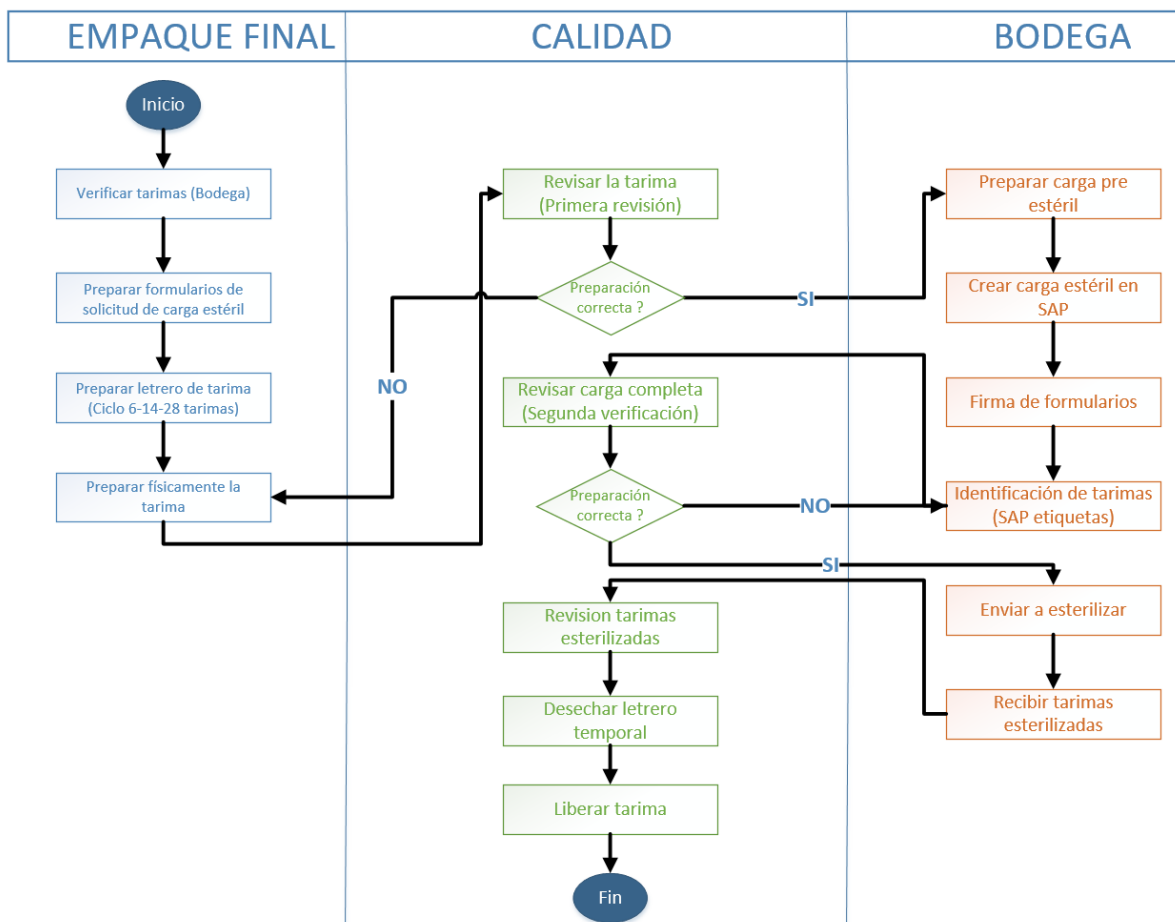 EMPAQUE FINAL
CALIDAD
BODEGA
Inicio
Verificar tarimas (Bodega)
Preparar formularios de
solicitud de carga estéril
Preparar letrero de tarima
(Ciclo 6-14-28 tarimas)
Preparar físicamente la
tarima
Revisar la tarima
(Primera revisión)
Preparación
correcta ?
SI
NO
Preparar carga pre
estéril
Crear carga estéril en
SAP
Firma de formularios
Identificación de tarimas
(SAP etiquetas)
Revisar carga completa
(Segunda verificación)
Preparación
correcta ?
NO
SI
Enviar a esterilizar
Recibir tarimas
esterilizadas
Revision tarimas
esterilizadas
Desechar letrero
temporal
Liberar tarima
Fin